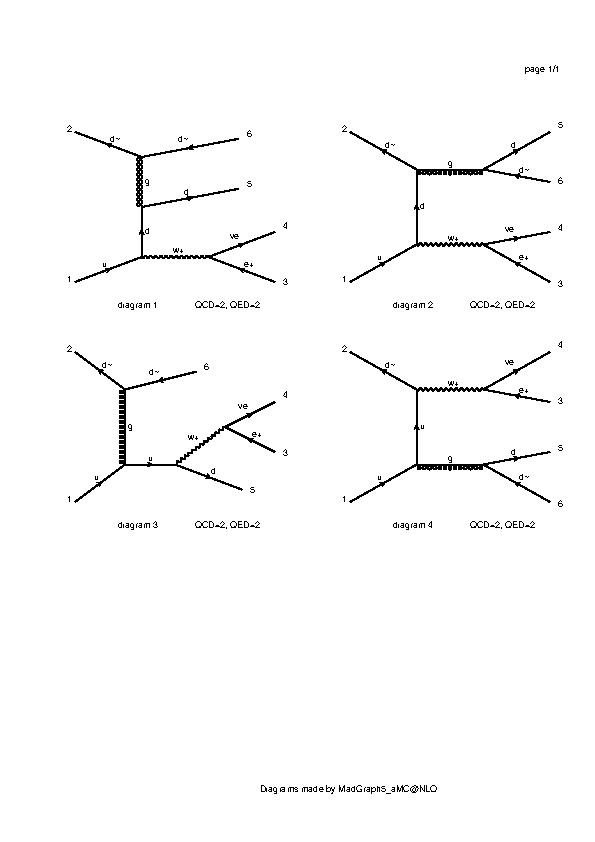 page 1/1
2
d~
d~
6
g
d
5
d
ve
4
w+
u
e+
1
3
diagram 1 QCD=2, QED=2
2
d~
d
5
g
d~
6
d
ve
4
w+
u
e+
1
3
diagram 2 QCD=2, QED=2
2
d~
d~
6
ve
4
g
w+
e+
3
u
u
d
1
5
diagram 3 QCD=2, QED=2
2
d~
ve
4
w+
e+
3
u
d
5
g
u
d~
1
6
diagram 4 QCD=2, QED=2
Diagrams made by MadGraph5_aMC@NLO